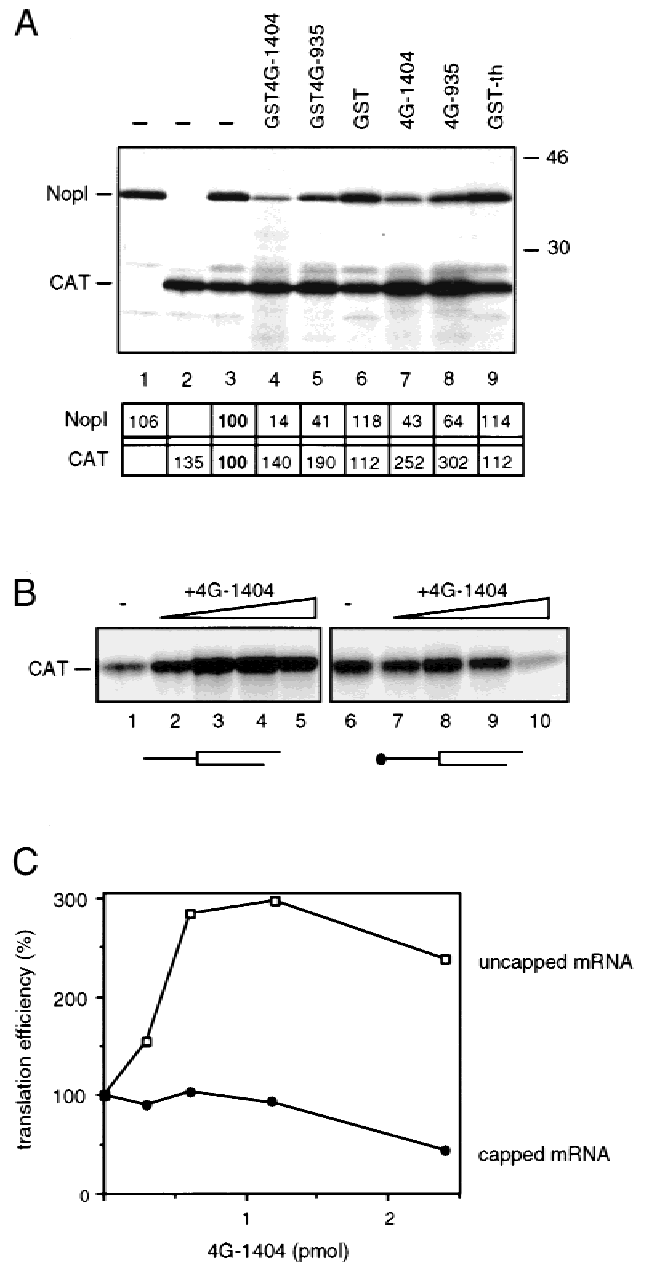 A
– – – GST4G-1404 GST4G-935 GST 4G-1404 4G-935 GST-th
– 46
NopI –
– 30
CAT –
1 2 3 4 5 6 7 8 9
NopI 106 100 14 41 118 43 64 114
CAT 135 100 140 190 112 252 302 112
B
- +4G-1404 - +4G-1404
CAT –
1 2 3 4 5 6 7 8 9 10
C
300
200
100
0
translation efficiency (%)
uncapped mRNA
capped mRNA
1 2
4G-1404 (pmol)